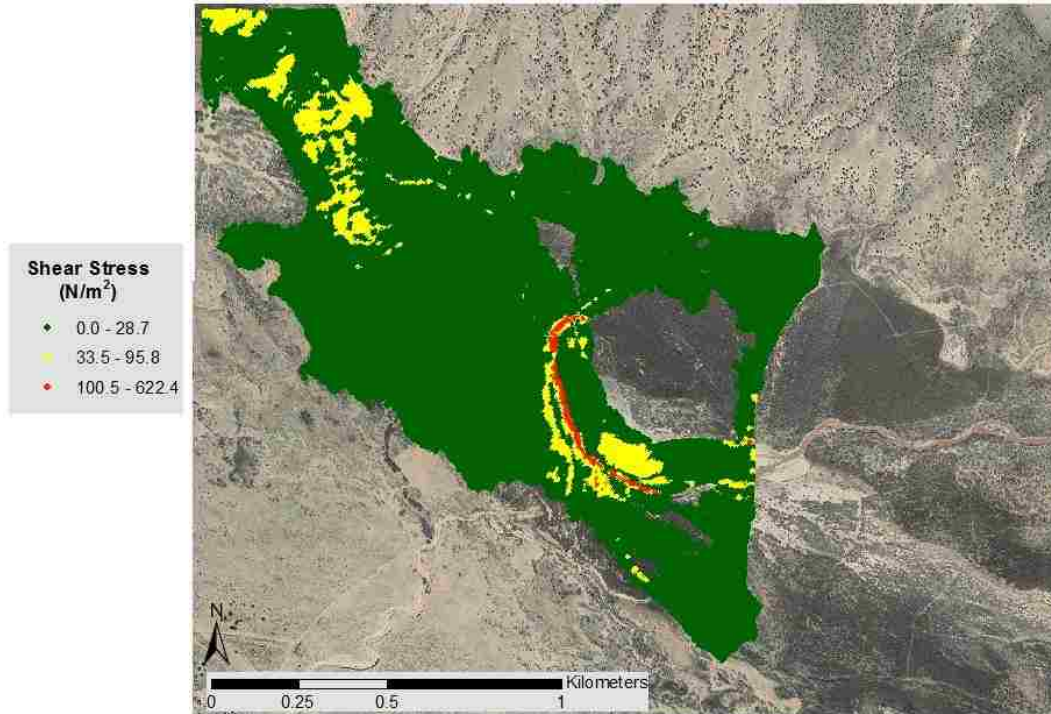 Shear Stress
(N/m²)
0.0 - 28.7
33.5 - 95.8
100.5 - 622.4
N
Kilometers
0 0.25 0.5 1